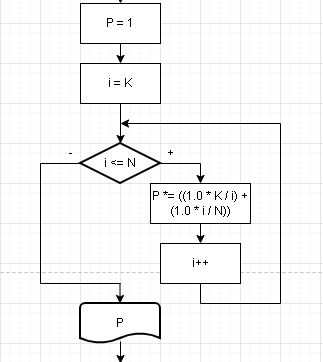 P = 1
i = K
-
i <= N
+
P *= ((1.0 * K / i) +
(1.0 * i / N))
i++
P